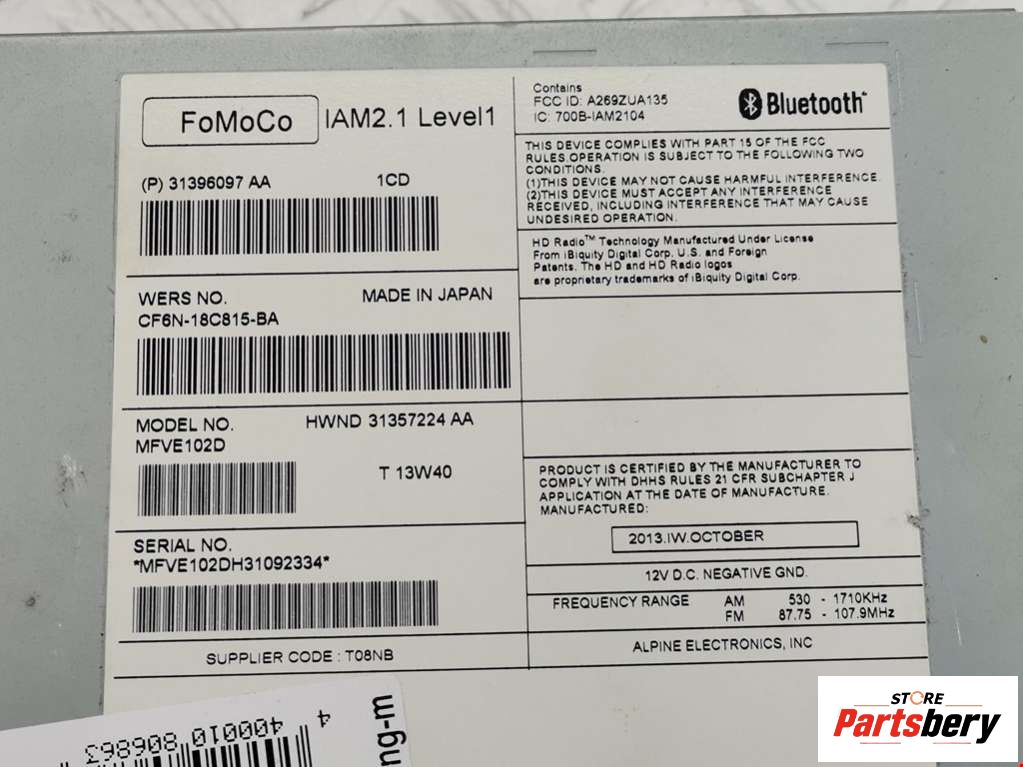 FoMoCo
IAM2.1 Level1
(P) 31396097 AA 1CD
WERS NO. MADE IN JAPAN
CF6N-18C815-BA
MODEL NO. HWND 31357224 AA
MFVE102D
T 13W40
SERIAL NO.
*MFVE102DH31092334*
SUPPLIER CODE : T08NB
Contains
FCC ID: A269ZUA135
IC: 700B-IAM2104
Bluetooth
THIS DEVICE COMPLIES WITH PART 15 OF THE FCC
RULES.OPERATION IS SUBJECT TO THE FOLLOWING TWO
CONDITIONS.
(1)THIS DEVICE MAY NOT CAUSE HARMFUL INTERFERENCE.
(2)THIS DEVICE MUST ACCEPT ANY INTERFERENCE
RECEIVED, INCLUDING INTERFERENCE THAT MAY CAUSE
UNDESIRED OPERATION.
HD Radio™ Technology Manufactured Under License
From iBiquity Digital Corp. U.S. and Foreign
Patents. The HD and HD Radio logos
are proprietary trademarks of iBiquity Digital Corp.
PRODUCT IS CERTIFIED BY THE MANUFACTURER TO
COMPLY WITH DHHS RULES 21 CFR SUBCHAPTER J
APPLICATION AT THE DATE OF MANUFACTURE.
MANUFACTURED:
2013.IW.OCTOBER
12V D.C. NEGATIVE GND.
FREQUENCY RANGE AM 530 - 1710KHz
FM 87.75 - 107.9MHz
ALPINE ELECTRONICS, INC
4 400010 806863
ng-m
STORE
Partsbery